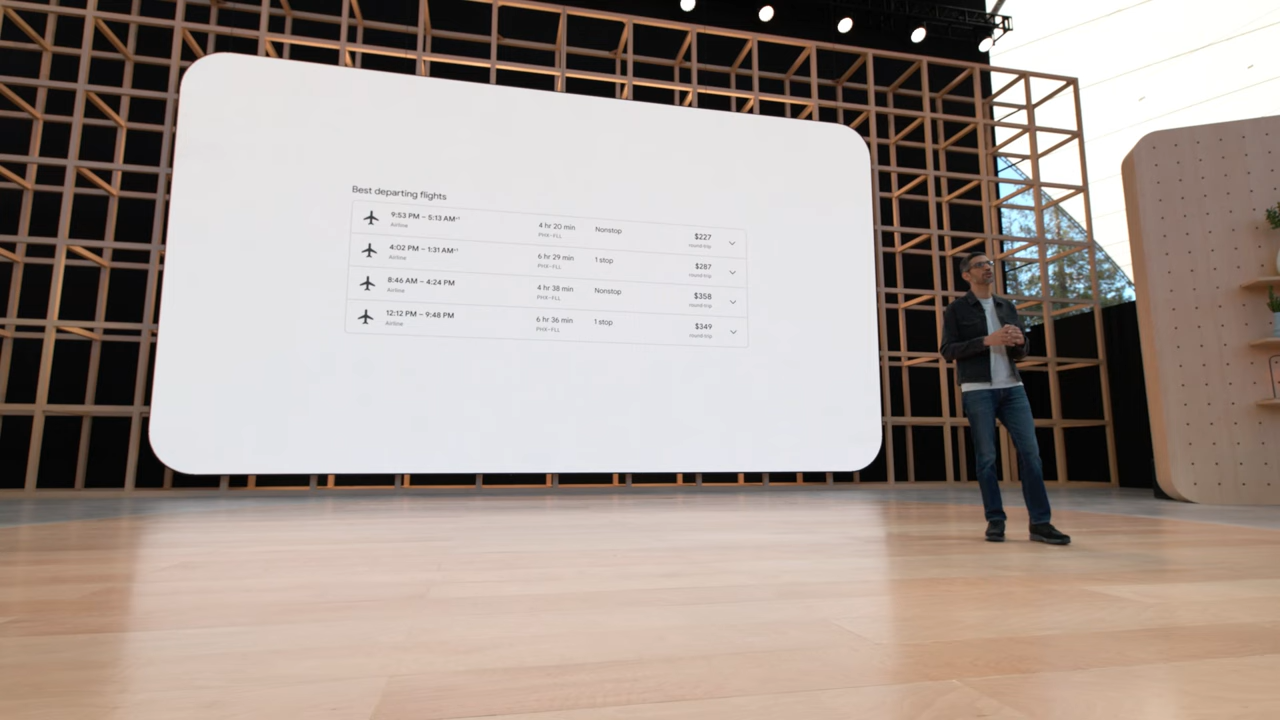 Best departing flights
9:53 PM – 5:13 AM+1
Airline
4 hr 20 min
PHX–FLL
Nonstop
$227
round trip
4:02 PM – 1:31 AM+1
Airline
6 hr 29 min
PHX–FLL
1 stop
$287
round trip
8:46 AM – 4:24 PM
Airline
4 hr 38 min
PHX–FLL
Nonstop
$358
round trip
12:12 PM – 9:48 PM
Airline
6 hr 36 min
PHX–FLL
1 stop
$349
round trip